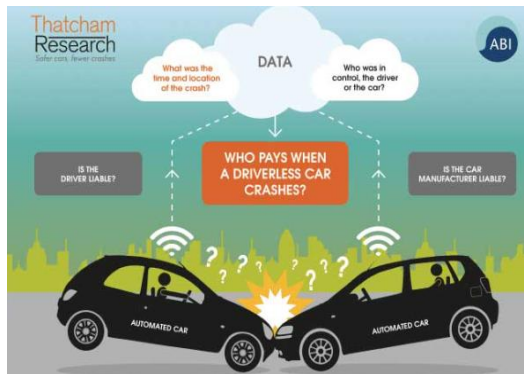 Thatcham
Research
Safer cars, fewer crashes
ABI
DATA
What was the
time and location
of the crash?
Who was in
control, the driver
or the car?
IS THE
DRIVER LIABLE?
WHO PAYS WHEN
A DRIVERLESS CAR
CRASHES?
IS THE CAR
MANUFACTURER LIABLE?
? ? ? ? ? ? ? ?
AUTOMATED CAR
AUTOMATED CAR